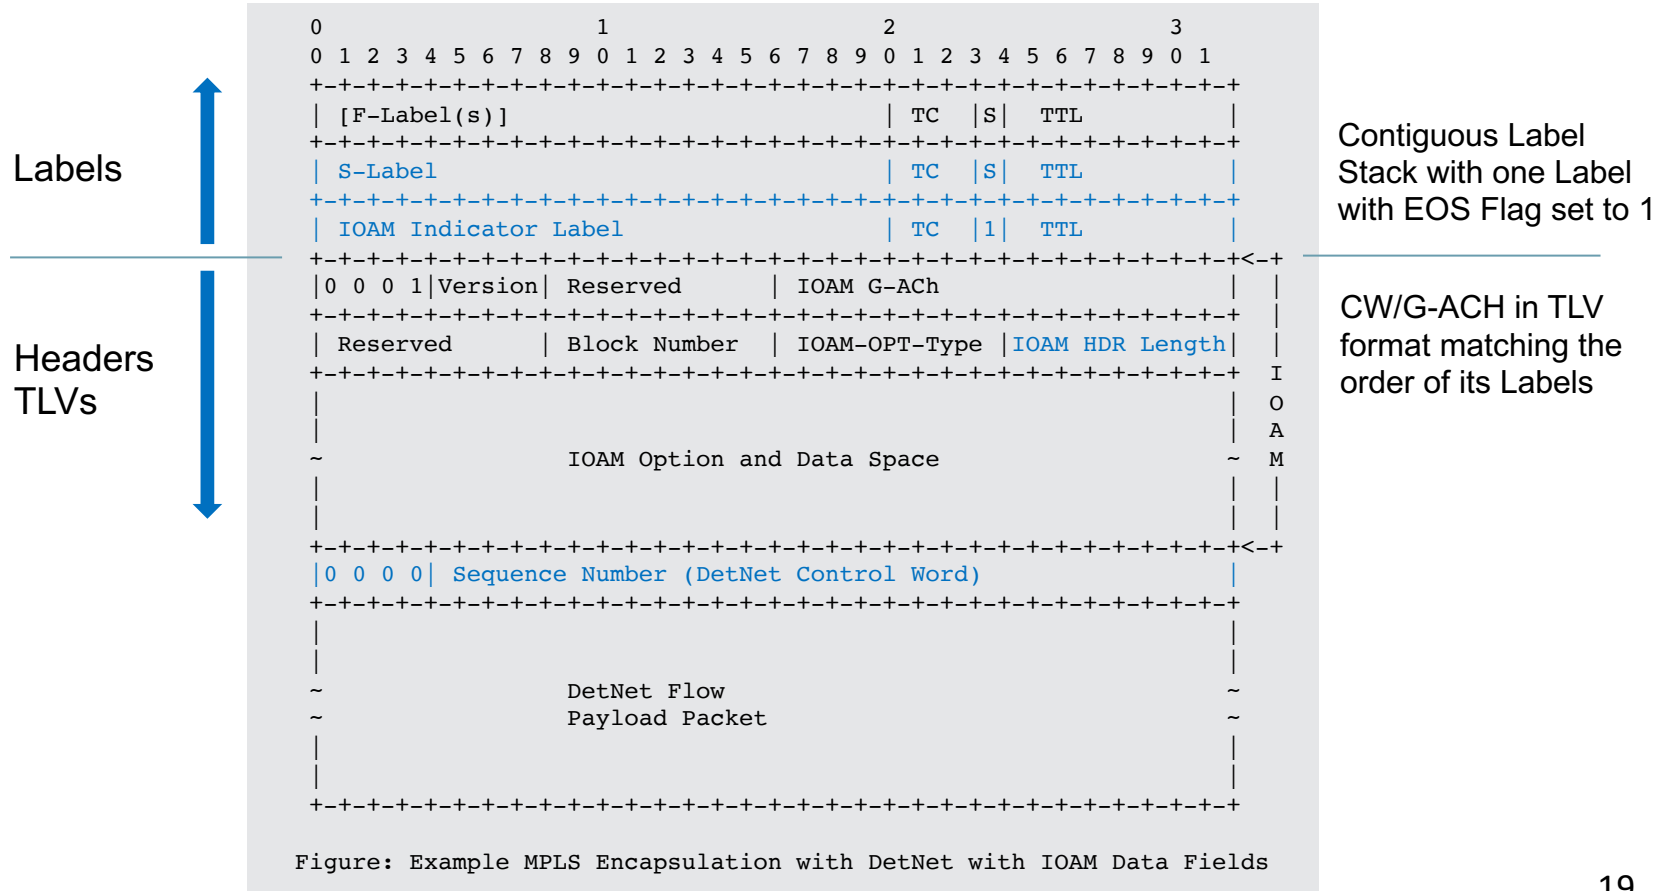 0                   1                   2                   3
 0 1 2 3 4 5 6 7 8 9 0 1 2 3 4 5 6 7 8 9 0 1 2 3 4 5 6 7 8 9 0 1
+-+-+-+-+-+-+-+-+-+-+-+-+-+-+-+-+-+-+-+-+-+-+-+-+-+-+-+-+-+-+-+-+
| [F-Label(s)]                          | TC  |S|  TTL          |
+-+-+-+-+-+-+-+-+-+-+-+-+-+-+-+-+-+-+-+-+-+-+-+-+-+-+-+-+-+-+-+-+
| S-Label                               | TC  |S|  TTL          |
+-+-+-+-+-+-+-+-+-+-+-+-+-+-+-+-+-+-+-+-+-+-+-+-+-+-+-+-+-+-+-+-+
| IOAM Indicator Label                  | TC  |1|  TTL          |
+-+-+-+-+-+-+-+-+-+-+-+-+-+-+-+-+-+-+-+-+-+-+-+-+-+-+-+-+-+-+-+-+<-+
|0 0 0 1|Version| Reserved      | IOAM G-ACh                    |  |
+-+-+-+-+-+-+-+-+-+-+-+-+-+-+-+-+-+-+-+-+-+-+-+-+-+-+-+-+-+-+-+-+  |
| Reserved      | Block Number  | IOAM-OPT-Type |IOAM HDR Length|  |
+-+-+-+-+-+-+-+-+-+-+-+-+-+-+-+-+-+-+-+-+-+-+-+-+-+-+-+-+-+-+-+-+  I
|                                                               |  O
|                                                               |  A
~                 IOAM Option and Data Space                    ~  M
|                                                               |  |
|                                                               |  |
+-+-+-+-+-+-+-+-+-+-+-+-+-+-+-+-+-+-+-+-+-+-+-+-+-+-+-+-+-+-+-+-+<-+
|0 0 0 0| Sequence Number (DetNet Control Word)                 |
+-+-+-+-+-+-+-+-+-+-+-+-+-+-+-+-+-+-+-+-+-+-+-+-+-+-+-+-+-+-+-+-+
|                                                               |
|                                                               |
~                 DetNet Flow                                   ~
~                 Payload Packet                                ~
|                                                               |
|                                                               |
+-+-+-+-+-+-+-+-+-+-+-+-+-+-+-+-+-+-+-+-+-+-+-+-+-+-+-+-+-+-+-+-+
Figure: Example MPLS Encapsulation with DetNet with IOAM Data Fields
Labels
Headers
TLVs
Contiguous Label
Stack with one Label
with EOS Flag set to 1
CW/G-ACH in TLV
format matching the
order of its Labels
19